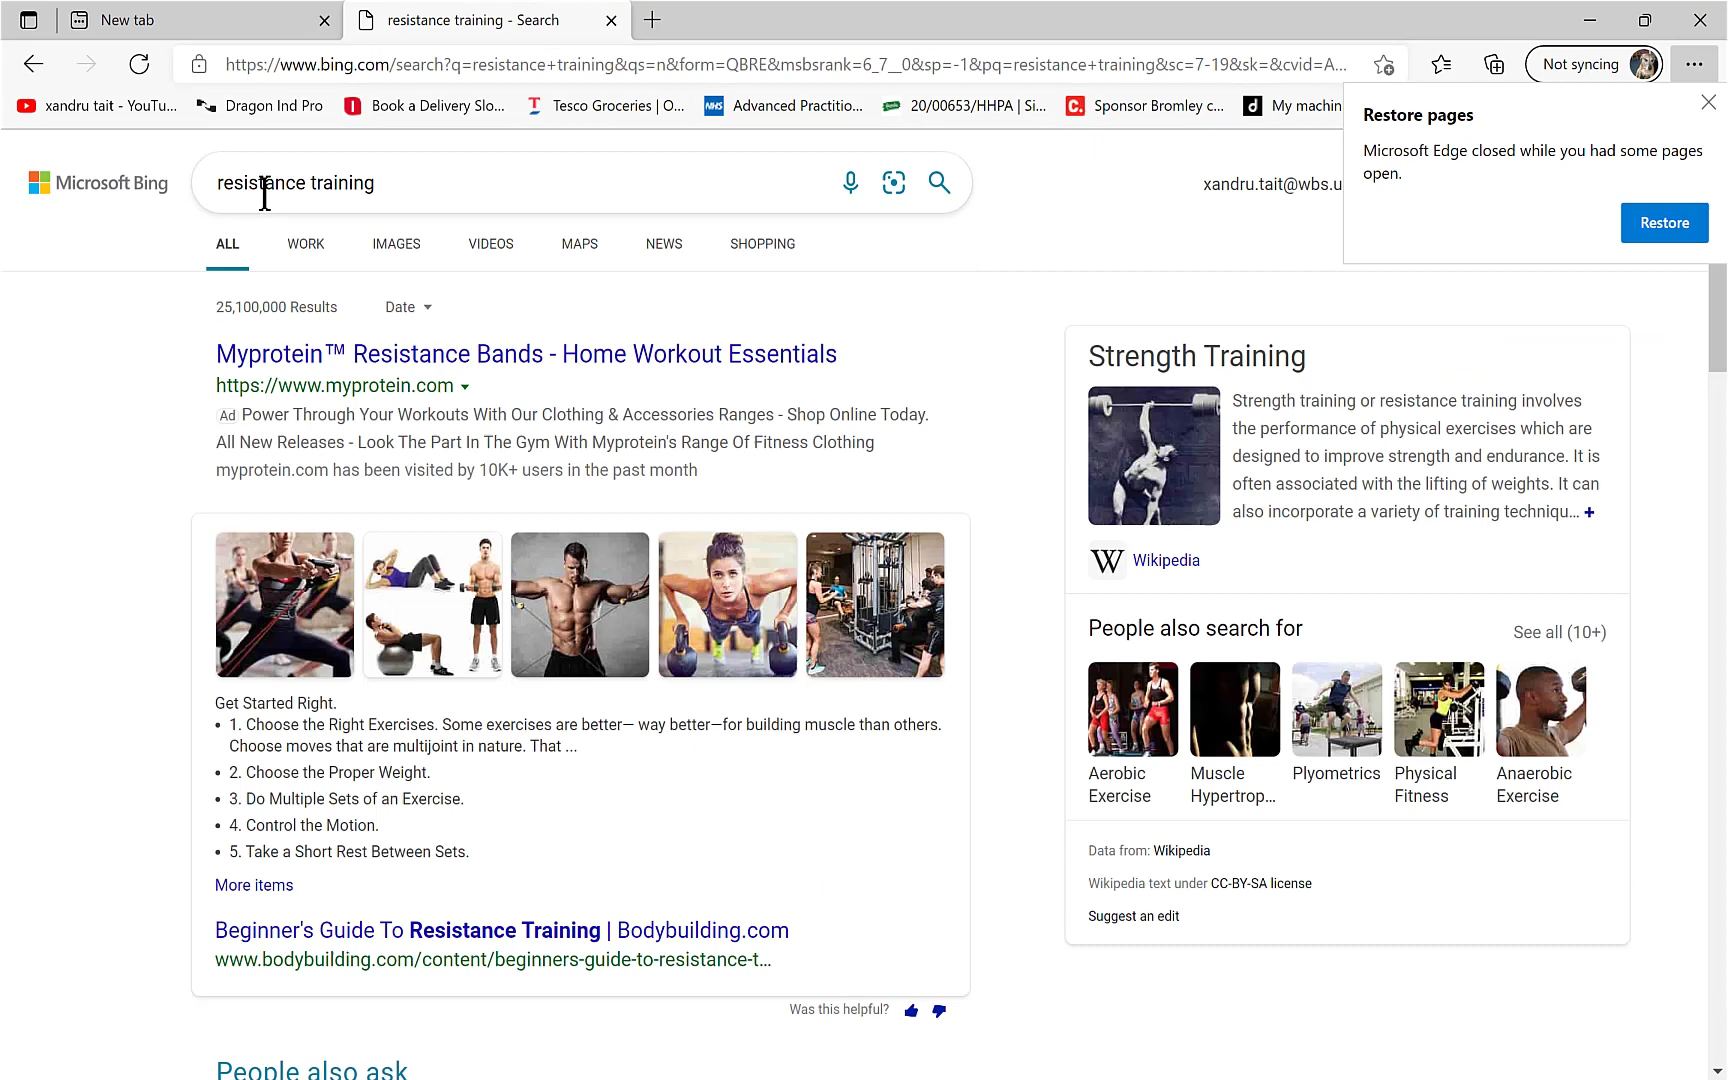 New tab
resistance training - Search
https://www.bing.com/search?q=resistance+training&qs=n&form=QBRE&msbsrank=6_7__0&sp=-1&pq=resistance+training&sc=7-19&sk=&cvid=A...
Not syncing
xandru tait - YouTu...
Dragon Ind Pro
Book a Delivery Slo...
Tesco Groceries | O...
NHS
Advanced Practitio...
20/00653/HHPA | Si...
Sponsor Bromley c...
My machin
Restore pages
Microsoft Edge closed while you had some pages
open.
Restore
Microsoft Bing
resistance training
xandru.tait@wbs.u
ALL
WORK
IMAGES
VIDEOS
MAPS
NEWS
SHOPPING
25,100,000 Results
Date
Myprotein™ Resistance Bands - Home Workout Essentials
https://www.myprotein.com
Ad Power Through Your Workouts With Our Clothing & Accessories Ranges - Shop Online Today.
All New Releases - Look The Part In The Gym With Myprotein's Range Of Fitness Clothing
myprotein.com has been visited by 10K+ users in the past month
Get Started Right.
• 1. Choose the Right Exercises. Some exercises are better— way better—for building muscle than others.
Choose moves that are multijoint in nature. That ...
• 2. Choose the Proper Weight.
• 3. Do Multiple Sets of an Exercise.
• 4. Control the Motion.
• 5. Take a Short Rest Between Sets.
More items
Beginner's Guide To Resistance Training | Bodybuilding.com
www.bodybuilding.com/content/beginners-guide-to-resistance-t...
Was this helpful?
People also ask
Strength Training
Strength training or resistance training involves
the performance of physical exercises which are
designed to improve strength and endurance. It is
often associated with the lifting of weights. It can
also incorporate a variety of training techniqu... +
W Wikipedia
People also search for
See all (10+)
Aerobic
Exercise
Muscle
Hypertrop...
Plyometrics
Physical
Fitness
Anaerobic
Exercise
Data from: Wikipedia
Wikipedia text under CC-BY-SA license
Suggest an edit